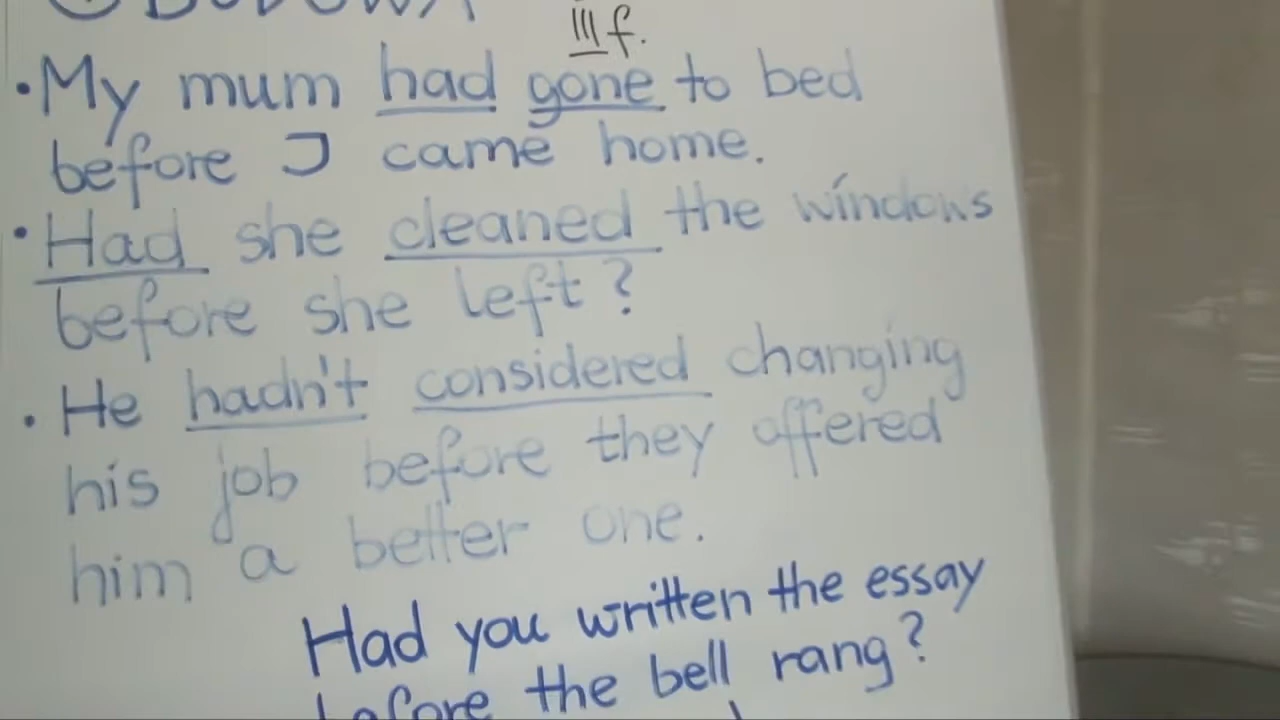 BUDOWA
III f.
• My mum had gone to bed
before I came home.
• Had she cleaned the windows
before she left?
• He hadn't considered changing
his job before they offered
him a better one.
Had you written the essay
before the bell rang?